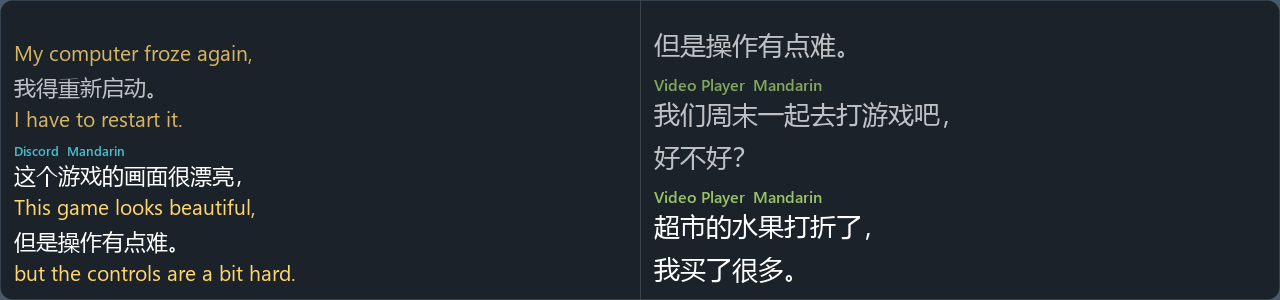 My computer froze again,
我得重新启动。
I have to restart it.
Discord Mandarin
这个游戏的画面很漂亮，
This game looks beautiful,
但是操作有点难。
but the controls are a bit hard.
但是操作有点难。
Video Player Mandarin
我们周末一起去打游戏吧，
好不好？
Video Player Mandarin
超市的水果打折了，
我买了很多。